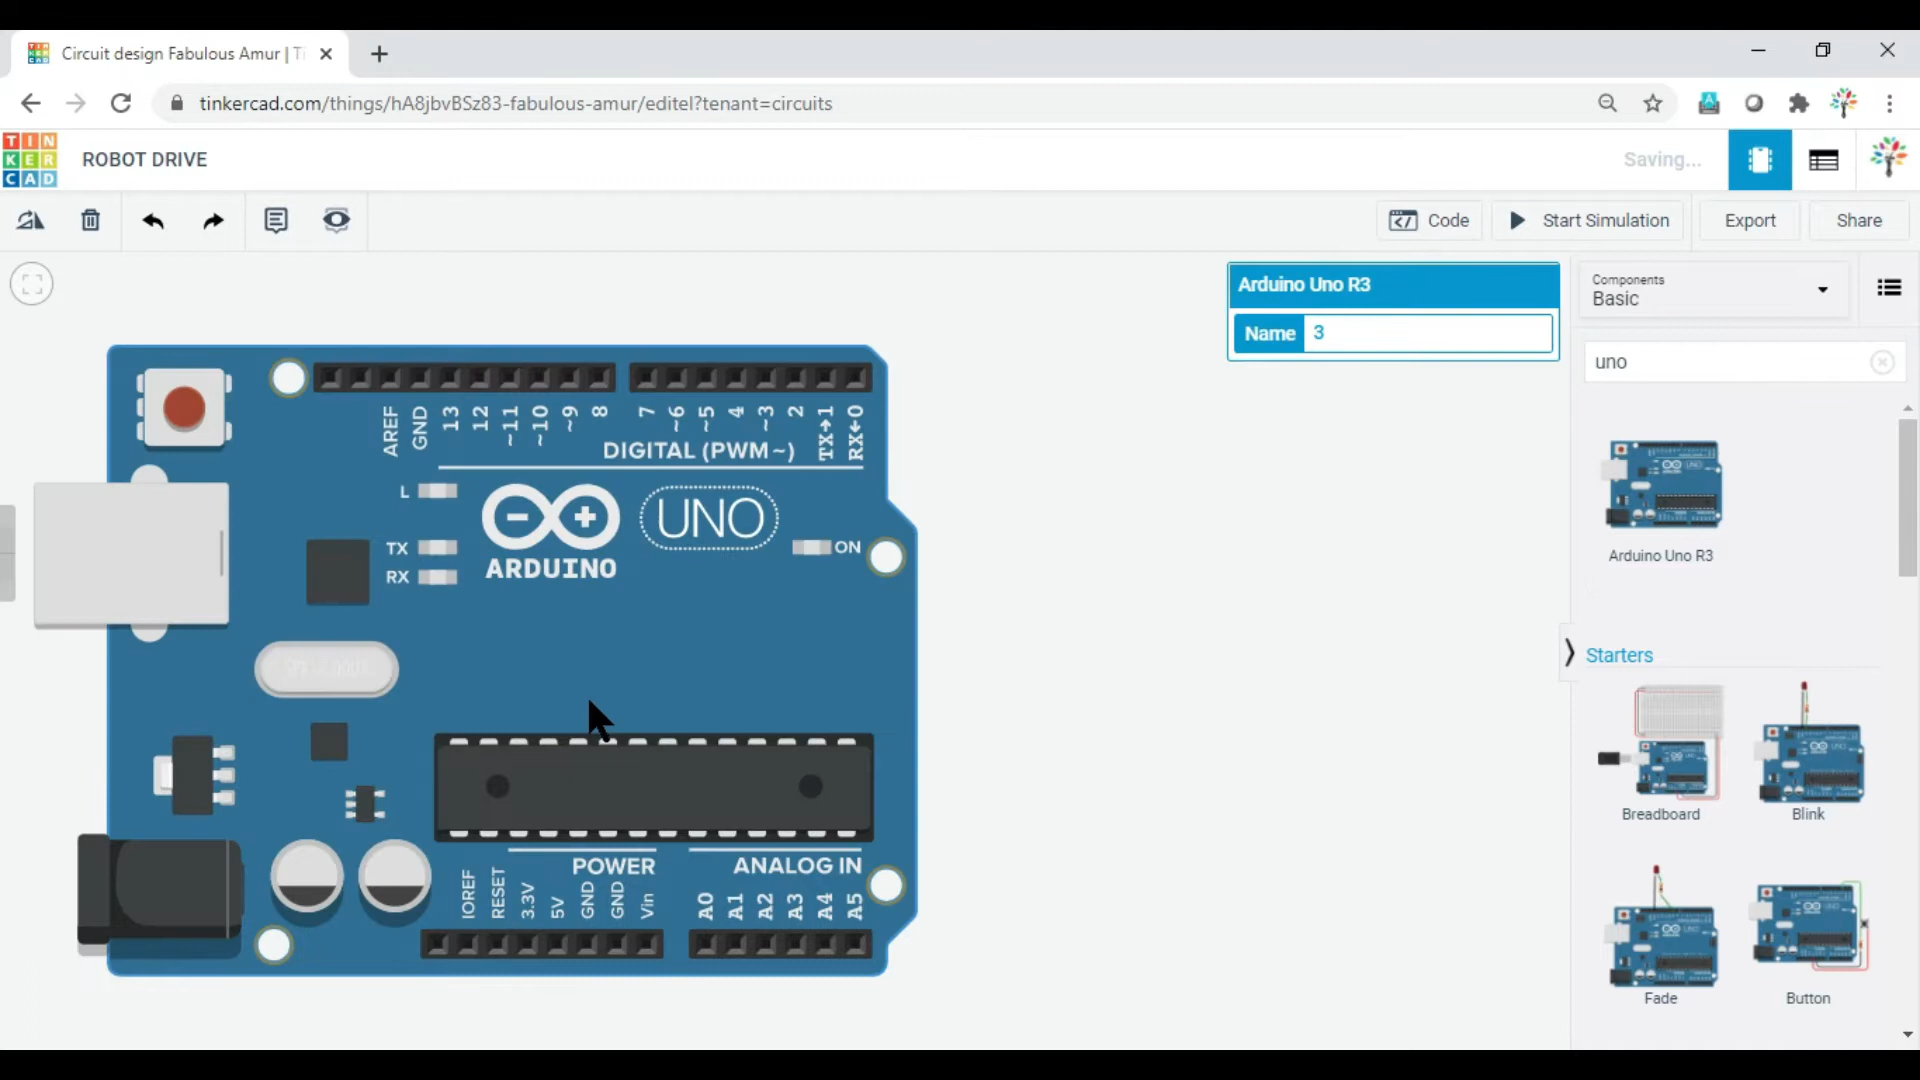 Circuit design Fabulous Amur | Ti
tinkercad.com/things/hA8jbvBSz83-fabulous-amur/editel?tenant=circuits
TIN
KER
CAD
ROBOT DRIVE
Saving...
Code
Start Simulation
Export
Share
Arduino Uno R3
Name 3
Components
Basic
uno
Arduino Uno R3
Starters
Breadboard
Blink
Fade
Button
AREF
GND
13
12
~11
~10
~9
8
7
~6
~5
4
~3
2
TX→1
RX←0
DIGITAL (PWM~)
L
TX
RX
ARDUINO
UNO
ON
POWER
ANALOG IN
IOREF
RESET
3.3V
5V
GND
GND
Vin
A0
A1
A2
A3
A4
A5